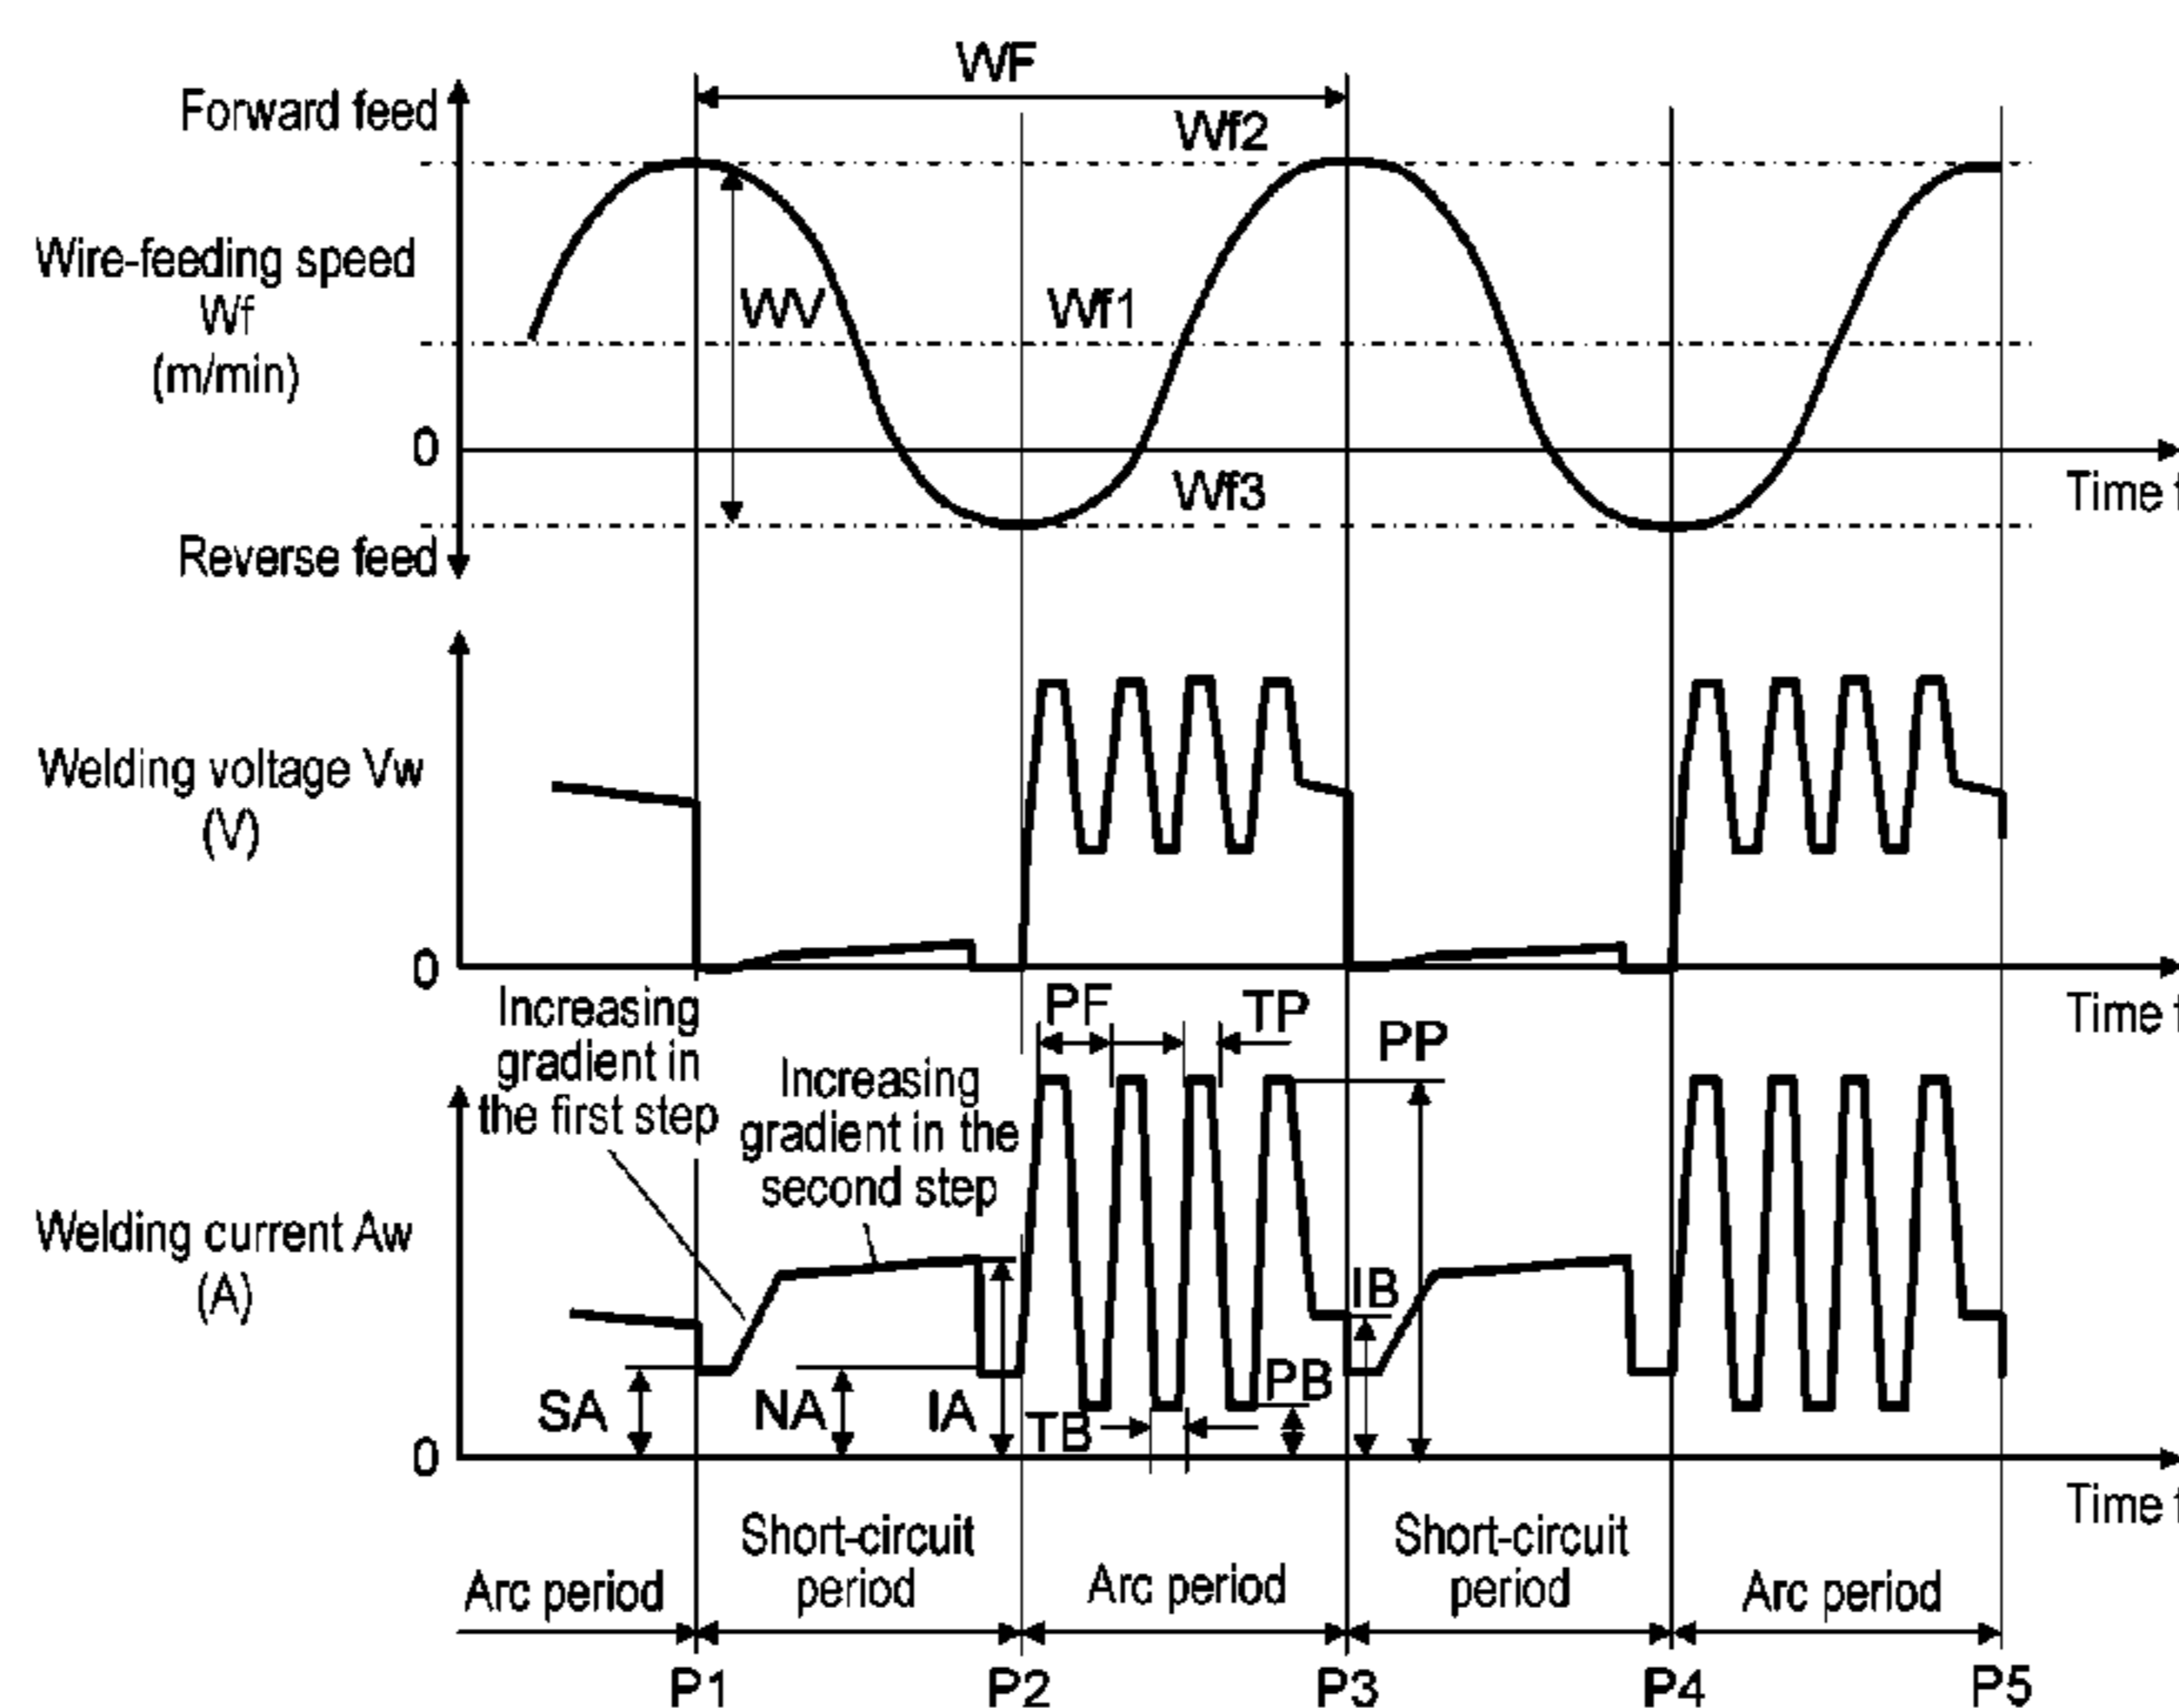 WF
Forward feed
Wf2
Wire-feeding speed
Wf
(m/min)
WV
Wf1
0
Time t
Wf3
Reverse feed
Welding voltage Vw
(V)
0
Time t
Increasing
gradient in
the first step
PF
TP
PP
Increasing
gradient in the
second step
Welding current Aw
(A)
IB
SA
NA
IA
TB
PB
0
Time t
Arc period
Short-circuit
period
Arc period
Short-circuit
period
Arc period
P1
P2
P3
P4
P5